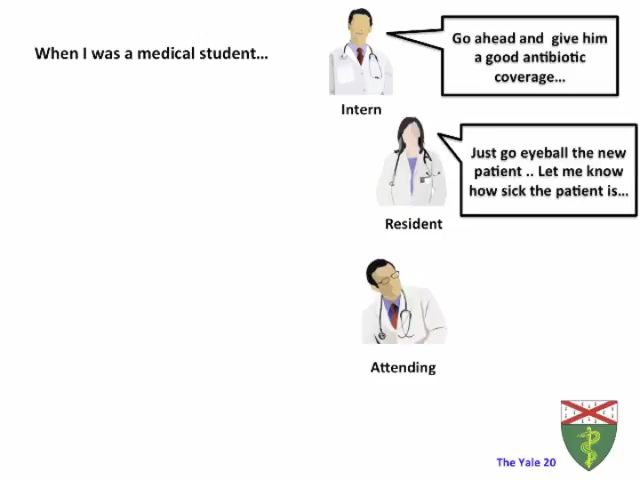 When I was a medical student…
Go ahead and  give him
a good antibiotic
coverage…
Intern
Just go eyeball the new
patient .. Let me know
how sick the patient is…
Resident
Attending
The Yale 20